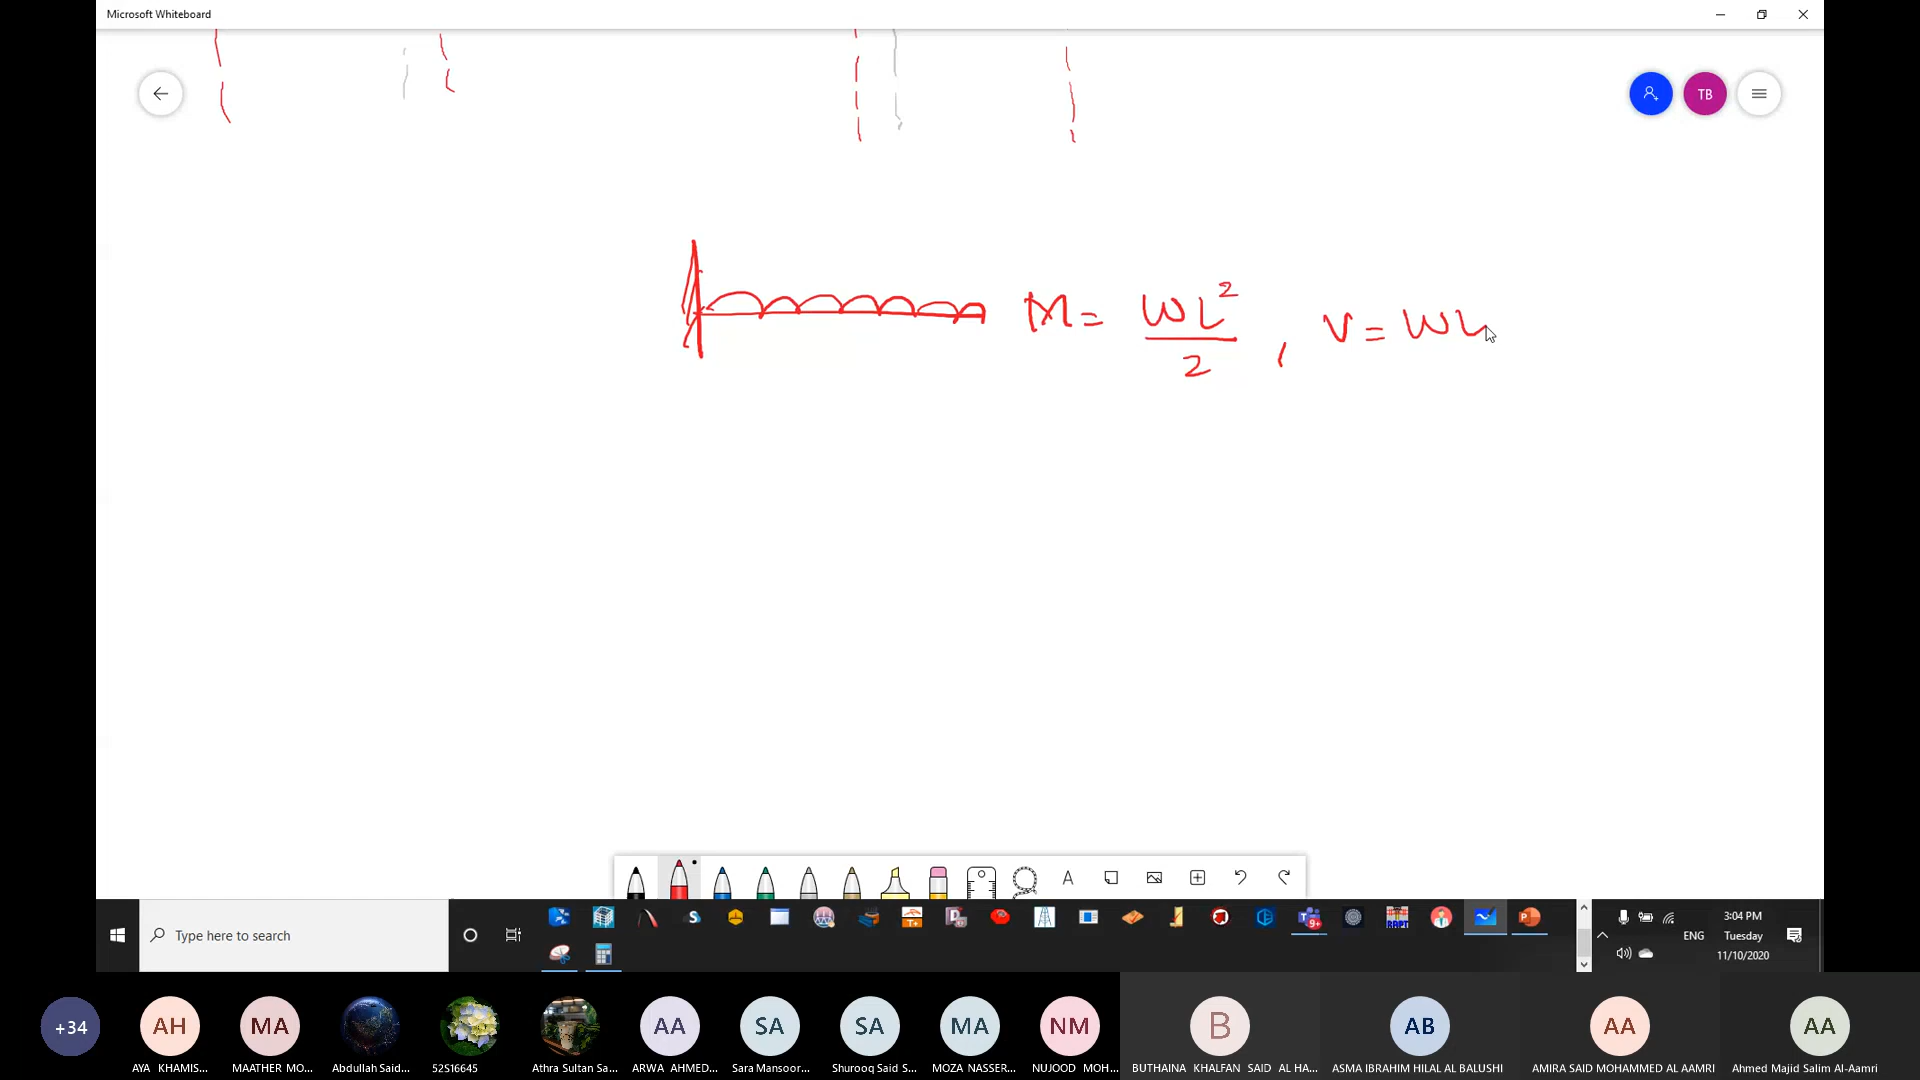 Microsoft Whiteboard
TB
M = WL²/2 , V = WL
A
Type here to search
ENG
3:04 PM
Tuesday
11/10/2020
+34
AH
MA
AA
SA
SA
MA
NM
B
AB
AA
AA
AYA KHAMIS...
MAATHER MO...
Abdullah Said...
52S16645
Athra Sultan Sa...
ARWA AHMED...
Sara Mansoor...
Shurooq Said S...
MOZA NASSER...
NUJOOD MOH...
BUTHAINA KHALFAN SAID AL HA...
ASMA IBRAHIM HILAL AL BALUSHI
AMIRA SAID MOHAMMED AL AAMRI
Ahmed Majid Salim Al-Aamri